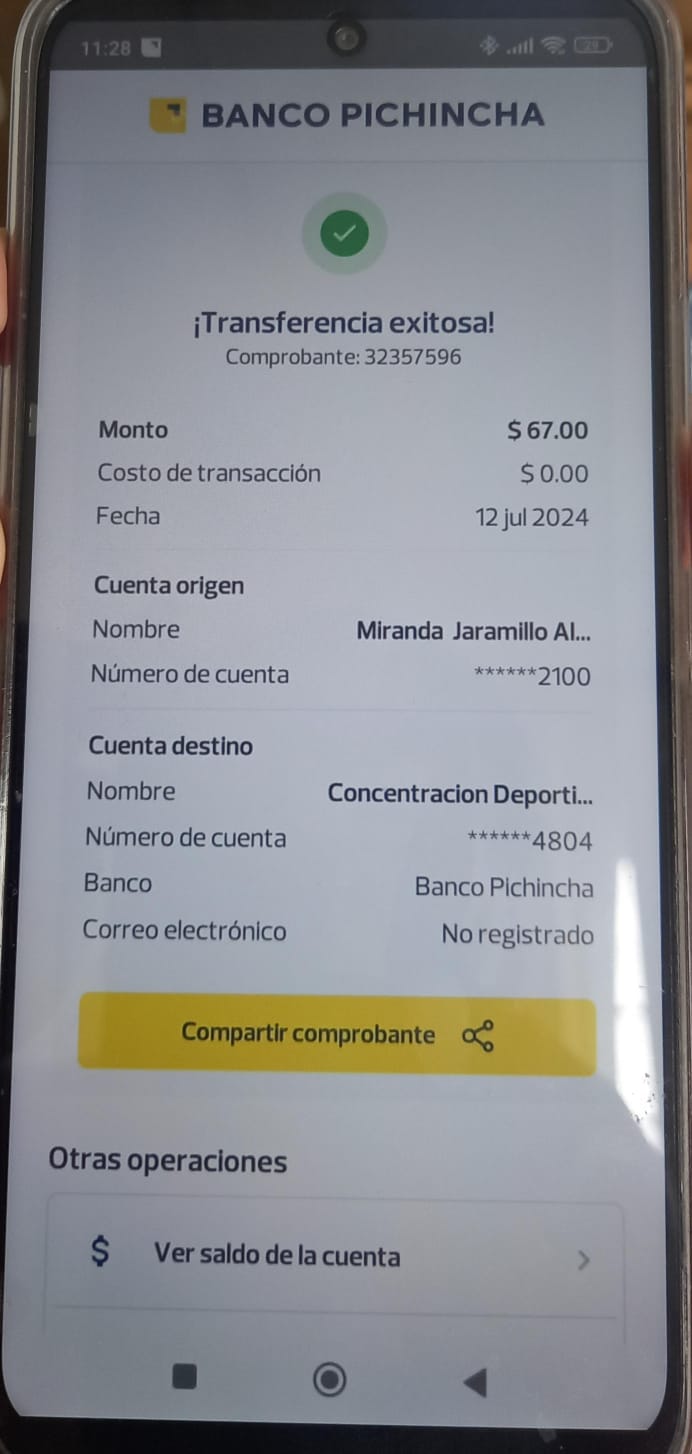 11:28
29
BANCO PICHINCHA
¡Transferencia exitosa!
Comprobante: 32357596
Monto $ 67.00
Costo de transacción $ 0.00
Fecha 12 jul 2024
Cuenta origen
Nombre Miranda Jaramillo Al...
Número de cuenta ******2100
Cuenta destino
Nombre Concentracion Deporti...
Número de cuenta ******4804
Banco Banco Pichincha
Correo electrónico No registrado
Compartir comprobante
Otras operaciones
$ Ver saldo de la cuenta >